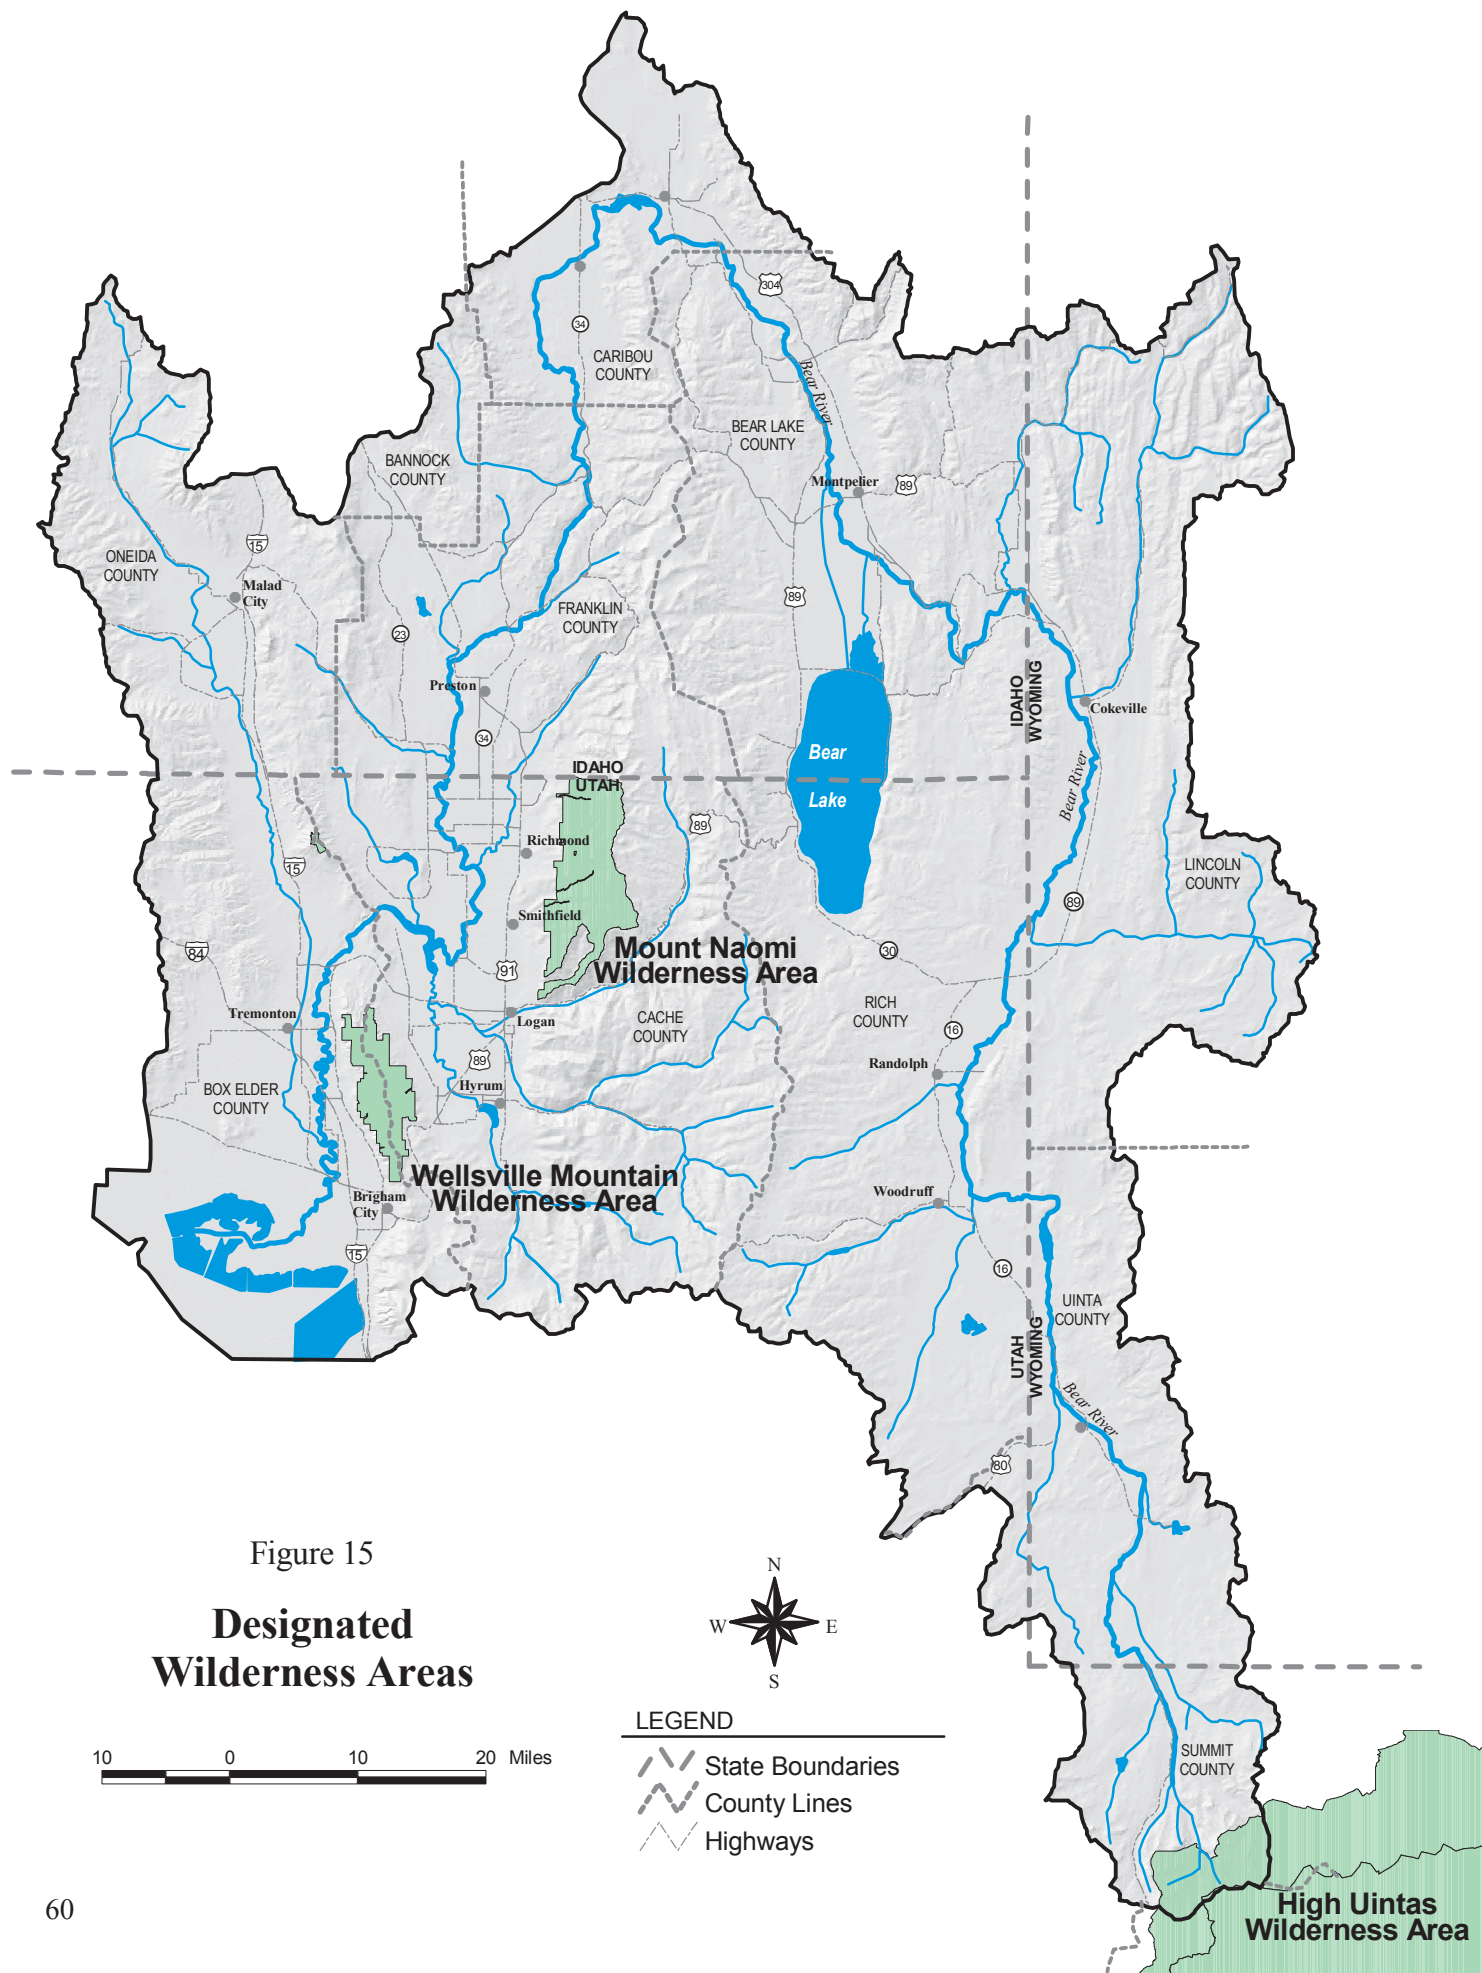 304
34
CARIBOU
COUNTY
Bear River
BEAR LAKE
COUNTY
BANNOCK
COUNTY
Montpelier
89
15
ONEIDA
COUNTY
Malad
City
89
FRANKLIN
COUNTY
23
Preston
IDAHO
WYOMING
Cokeville
34
Bear
Lake
IDAHO
UTAH
Bear River
89
Richmond
15
LINCOLN
COUNTY
89
Smithfield
Mount Naomi
Wilderness Area
84
30
91
RICH
COUNTY
Tremonton
Logan
CACHE
COUNTY
16
89
Randolph
Hyrum
BOX ELDER
COUNTY
Wellsville Mountain
Wilderness Area
Brigham
City
Woodruff
15
16
UINTA
COUNTY
UTAH
WYOMING
Bear River
80
Figure 15
Designated
Wilderness Areas
N
W
E
S
LEGEND
State Boundaries
County Lines
Highways
10 0 10 20 Miles
SUMMIT
COUNTY
High Uintas
Wilderness Area
60